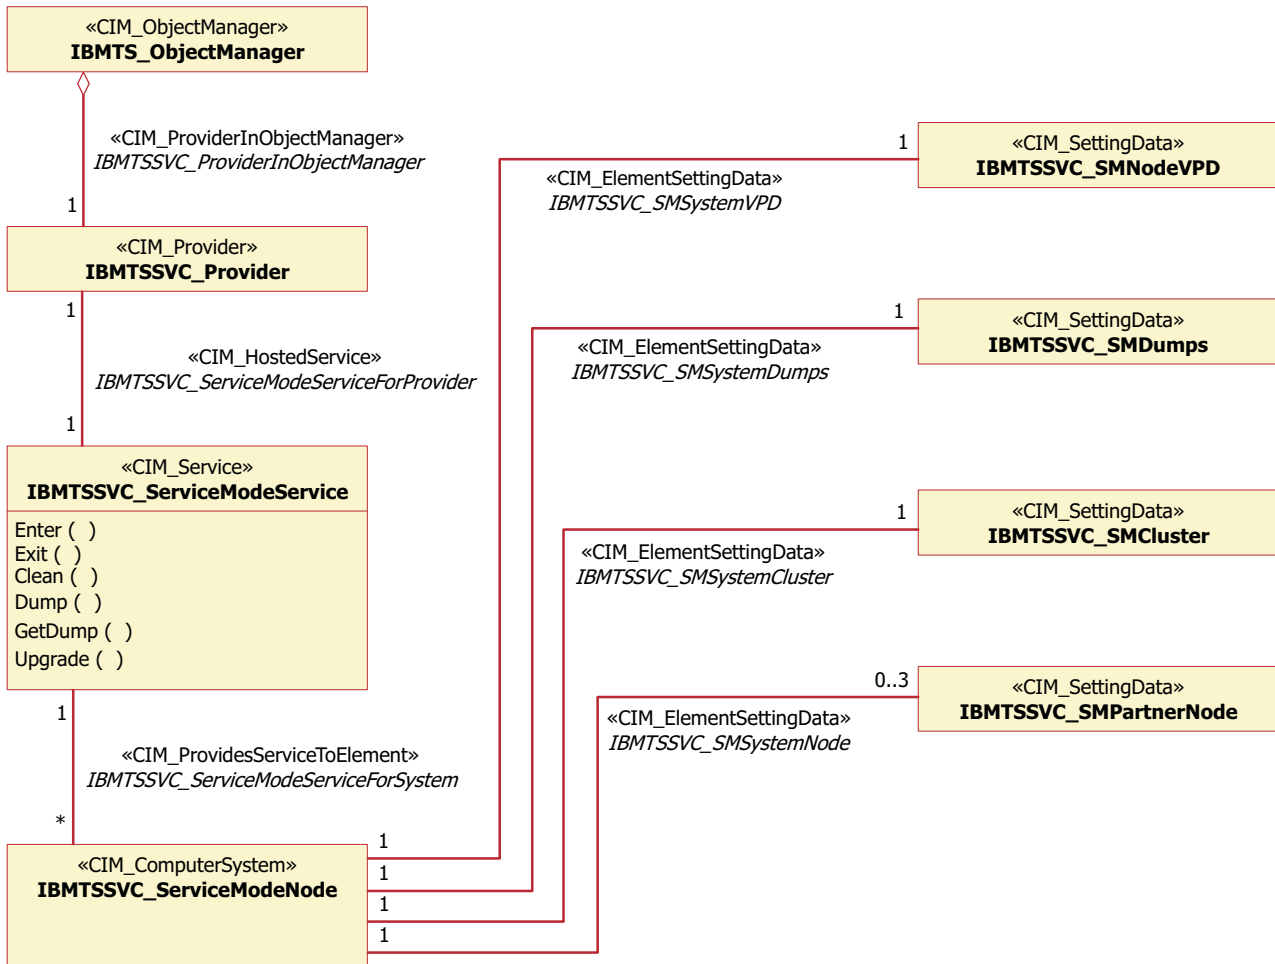 «CIM_ObjectManager»
IBMTS_ObjectManager
«CIM_ProviderInObjectManager»
IBMTSSVC_ProviderInObjectManager
1
«CIM_Provider»
IBMTSSVC_Provider
1
«CIM_HostedService»
IBMTSSVC_ServiceModeServiceForProvider
1
«CIM_Service»
IBMTSSVC_ServiceModeService
Enter ( )
Exit ( )
Clean ( )
Dump ( )
GetDump ( )
Upgrade ( )
1
«CIM_ProvidesServiceToElement»
IBMTSSVC_ServiceModeServiceForSystem
*
«CIM_ComputerSystem»
IBMTSSVC_ServiceModeNode
1
1
1
1
«CIM_ElementSettingData»
IBMTSSVC_SMSystemVPD
1
«CIM_SettingData»
IBMTSSVC_SMNodeVPD
«CIM_ElementSettingData»
IBMTSSVC_SMSystemDumps
1
«CIM_SettingData»
IBMTSSVC_SMDumps
«CIM_ElementSettingData»
IBMTSSVC_SMSystemCluster
1
«CIM_SettingData»
IBMTSSVC_SMCluster
«CIM_ElementSettingData»
IBMTSSVC_SMSystemNode
0..3
«CIM_SettingData»
IBMTSSVC_SMPartnerNode